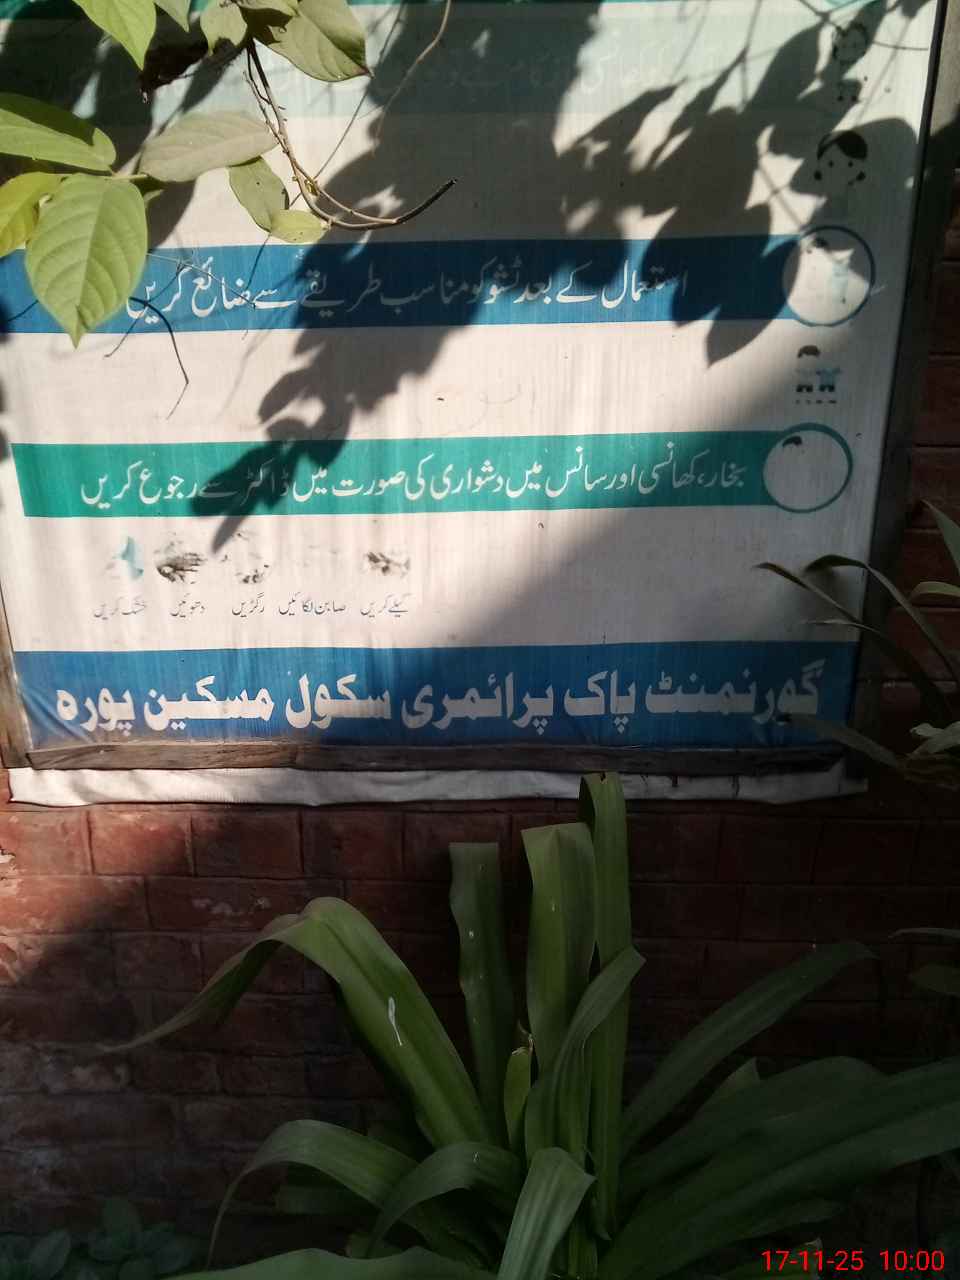 استعمال کے بعد ٹشو کو مناسب طریقے سے ضائع کریں
بخار، کھانسی اور سانس میں دشواری کی صورت میں ڈاکٹر سے رجوع کریں
گیلے کریں صابن لگائیں رگڑیں دھوئیں خشک کریں
گورنمنٹ پاک پرائمری سکول مسکین پورہ
17-11-25 10:00